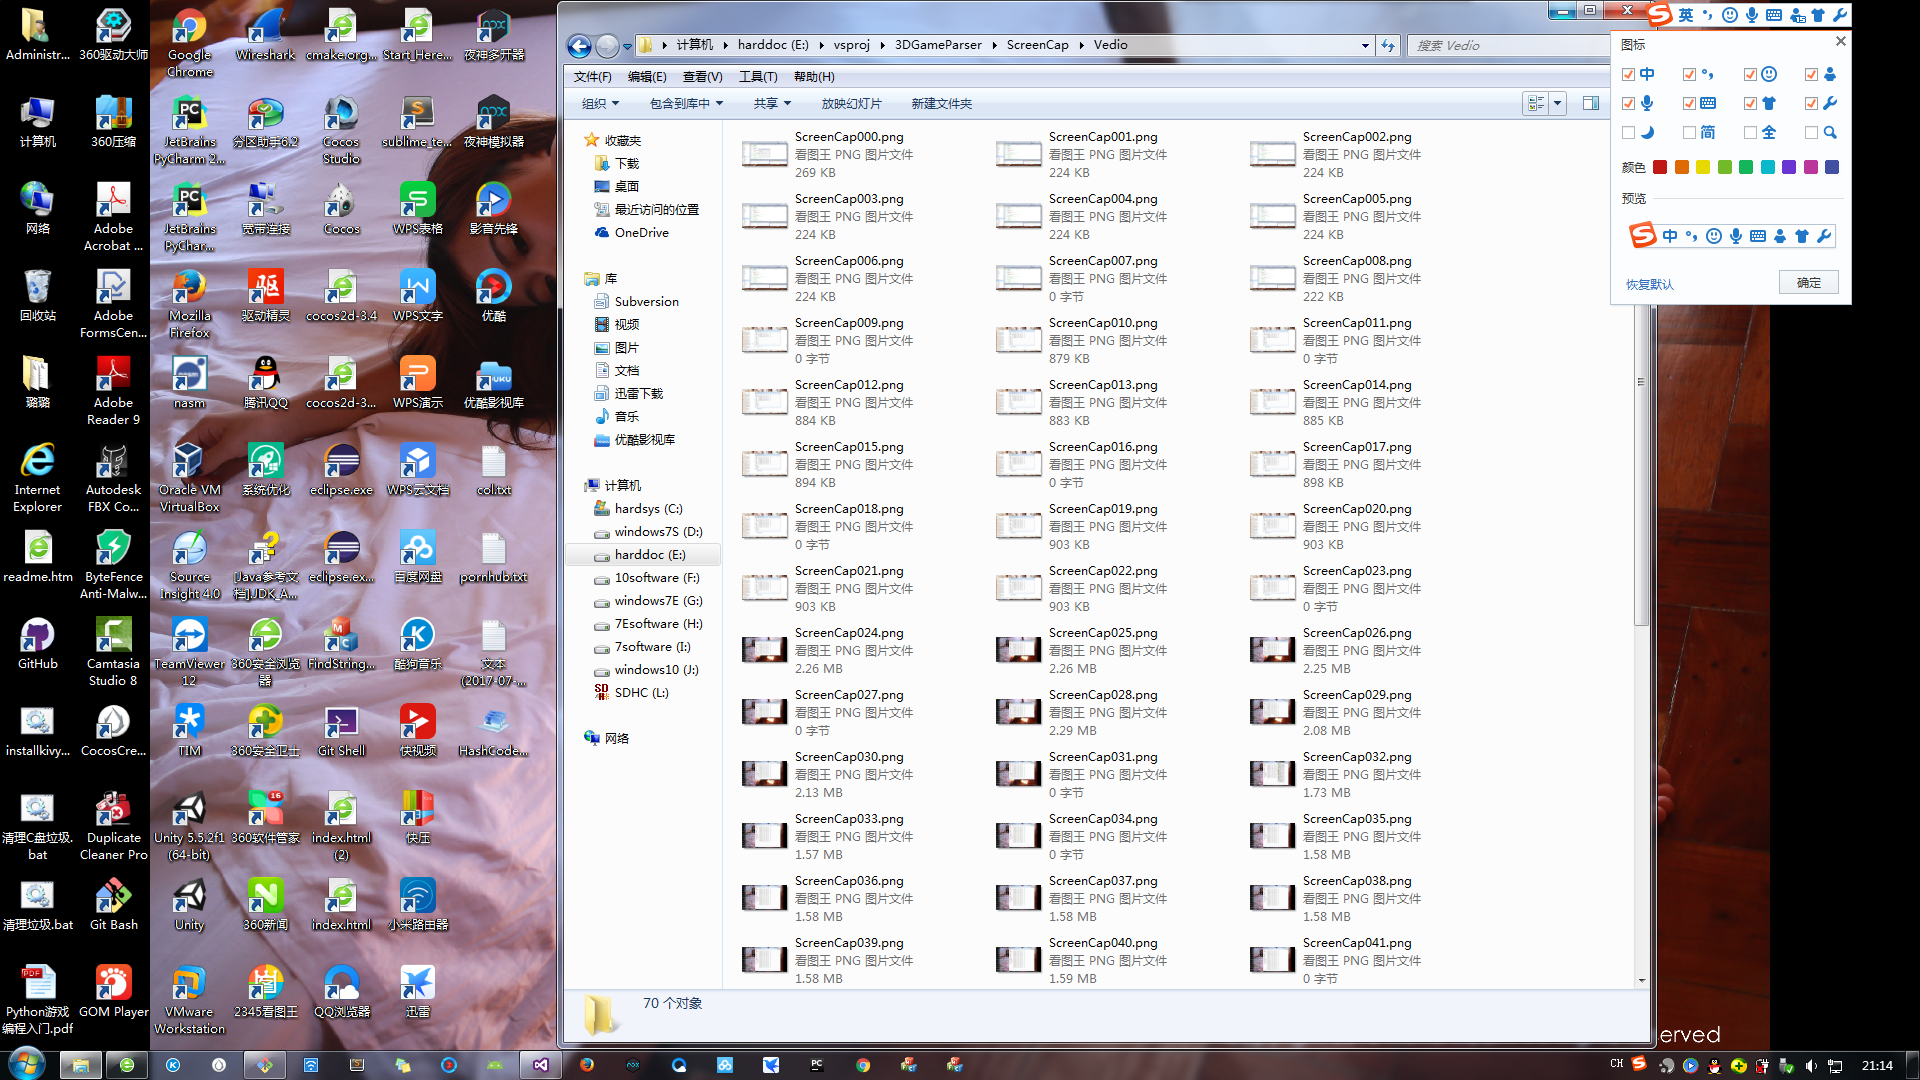 Administr...
360驱动大师
Google Chrome
Wireshark
cmake.org...
Start_Here...
夜神多开器
计算机
360压缩
JetBrains PyCharm 2...
分区助手6.2
Cocos Studio
sublime_te...
夜神模拟器
网络
Adobe Acrobat ...
JetBrains PyChar...
宽带连接
Cocos
WPS表格
影音先锋
回收站
Adobe FormsCen...
Mozilla Firefox
驱动精灵
cocos2d-3.4
WPS文字
优酷
璐璐
Adobe Reader 9
nasm
腾讯QQ
cocos2d-3...
WPS演示
优酷影视库
Internet Explorer
Autodesk FBX Co...
Oracle VM VirtualBox
系统优化
eclipse.exe
WPS云文档
col.txt
readme.htm
ByteFence Anti-Malw...
Source Insight 4.0
[Java参考文档].JDK_A...
eclipse.ex...
百度网盘
pornhub.txt
GitHub
Camtasia Studio 8
TeamViewer 12
360安全浏览器
FindString...
酷狗音乐
文本 (2017-07-...
installkivy...
CocosCre...
TIM
360安全卫士
Git Shell
快视频
HashCode...
清理C盘垃圾.bat
Duplicate Cleaner Pro
Unity 5.5.2f1 (64-bit)
360软件管家
index.html (2)
快压
清理垃圾.bat
Git Bash
Unity
360新闻
index.html
小米路由器
Python游戏编程入门.pdf
GOM Player
VMware Workstation
2345看图王
QQ浏览器
迅雷
计算机 harddoc (E:) vsproj 3DGameParser ScreenCap Vedio
搜索 Vedio
文件(F) 编辑(E) 查看(V) 工具(T) 帮助(H)
组织 包含到库中 共享 放映幻灯片 新建文件夹
收藏夹
下载
桌面
最近访问的位置
OneDrive
库
Subversion
视频
图片
文档
迅雷下载
音乐
优酷影视库
计算机
hardsys (C:)
windows7S (D:)
harddoc (E:)
10software (F:)
windows7E (G:)
7Esoftware (H:)
7software (I:)
windows10 (J:)
SDHC (L:)
网络
ScreenCap000.png ScreenCap001.png ScreenCap002.png
看图王 PNG 图片文件 看图王 PNG 图片文件 看图王 PNG 图片文件
269 KB 224 KB 224 KB
ScreenCap003.png ScreenCap004.png ScreenCap005.png
看图王 PNG 图片文件 看图王 PNG 图片文件 看图王 PNG 图片文件
224 KB 224 KB 224 KB
ScreenCap006.png ScreenCap007.png ScreenCap008.png
看图王 PNG 图片文件 看图王 PNG 图片文件 看图王 PNG 图片文件
224 KB 0 字节 222 KB
ScreenCap009.png ScreenCap010.png ScreenCap011.png
看图王 PNG 图片文件 看图王 PNG 图片文件 看图王 PNG 图片文件
0 字节 879 KB 0 字节
ScreenCap012.png ScreenCap013.png ScreenCap014.png
看图王 PNG 图片文件 看图王 PNG 图片文件 看图王 PNG 图片文件
884 KB 883 KB 885 KB
ScreenCap015.png ScreenCap016.png ScreenCap017.png
看图王 PNG 图片文件 看图王 PNG 图片文件 看图王 PNG 图片文件
894 KB 0 字节 898 KB
ScreenCap018.png ScreenCap019.png ScreenCap020.png
看图王 PNG 图片文件 看图王 PNG 图片文件 看图王 PNG 图片文件
0 字节 903 KB 903 KB
ScreenCap021.png ScreenCap022.png ScreenCap023.png
看图王 PNG 图片文件 看图王 PNG 图片文件 看图王 PNG 图片文件
903 KB 903 KB 0 字节
ScreenCap024.png ScreenCap025.png ScreenCap026.png
看图王 PNG 图片文件 看图王 PNG 图片文件 看图王 PNG 图片文件
2.26 MB 2.26 MB 2.25 MB
ScreenCap027.png ScreenCap028.png ScreenCap029.png
看图王 PNG 图片文件 看图王 PNG 图片文件 看图王 PNG 图片文件
0 字节 2.29 MB 2.08 MB
ScreenCap030.png ScreenCap031.png ScreenCap032.png
看图王 PNG 图片文件 看图王 PNG 图片文件 看图王 PNG 图片文件
2.13 MB 0 字节 1.73 MB
ScreenCap033.png ScreenCap034.png ScreenCap035.png
看图王 PNG 图片文件 看图王 PNG 图片文件 看图王 PNG 图片文件
1.57 MB 0 字节 1.58 MB
ScreenCap036.png ScreenCap037.png ScreenCap038.png
看图王 PNG 图片文件 看图王 PNG 图片文件 看图王 PNG 图片文件
1.58 MB 1.58 MB 1.58 MB
ScreenCap039.png ScreenCap040.png ScreenCap041.png
看图王 PNG 图片文件 看图王 PNG 图片文件 看图王 PNG 图片文件
1.58 MB 1.59 MB 0 字节
70 个对象
英
图标
中
简 全
颜色
预览
中
恢复默认 确定
erved
CH
21:14